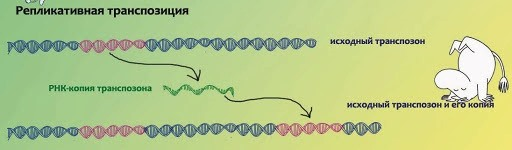 Репликативная транспозиция
исходный транспозон
РНК-копия транспозона
исходный транспозон и его копия